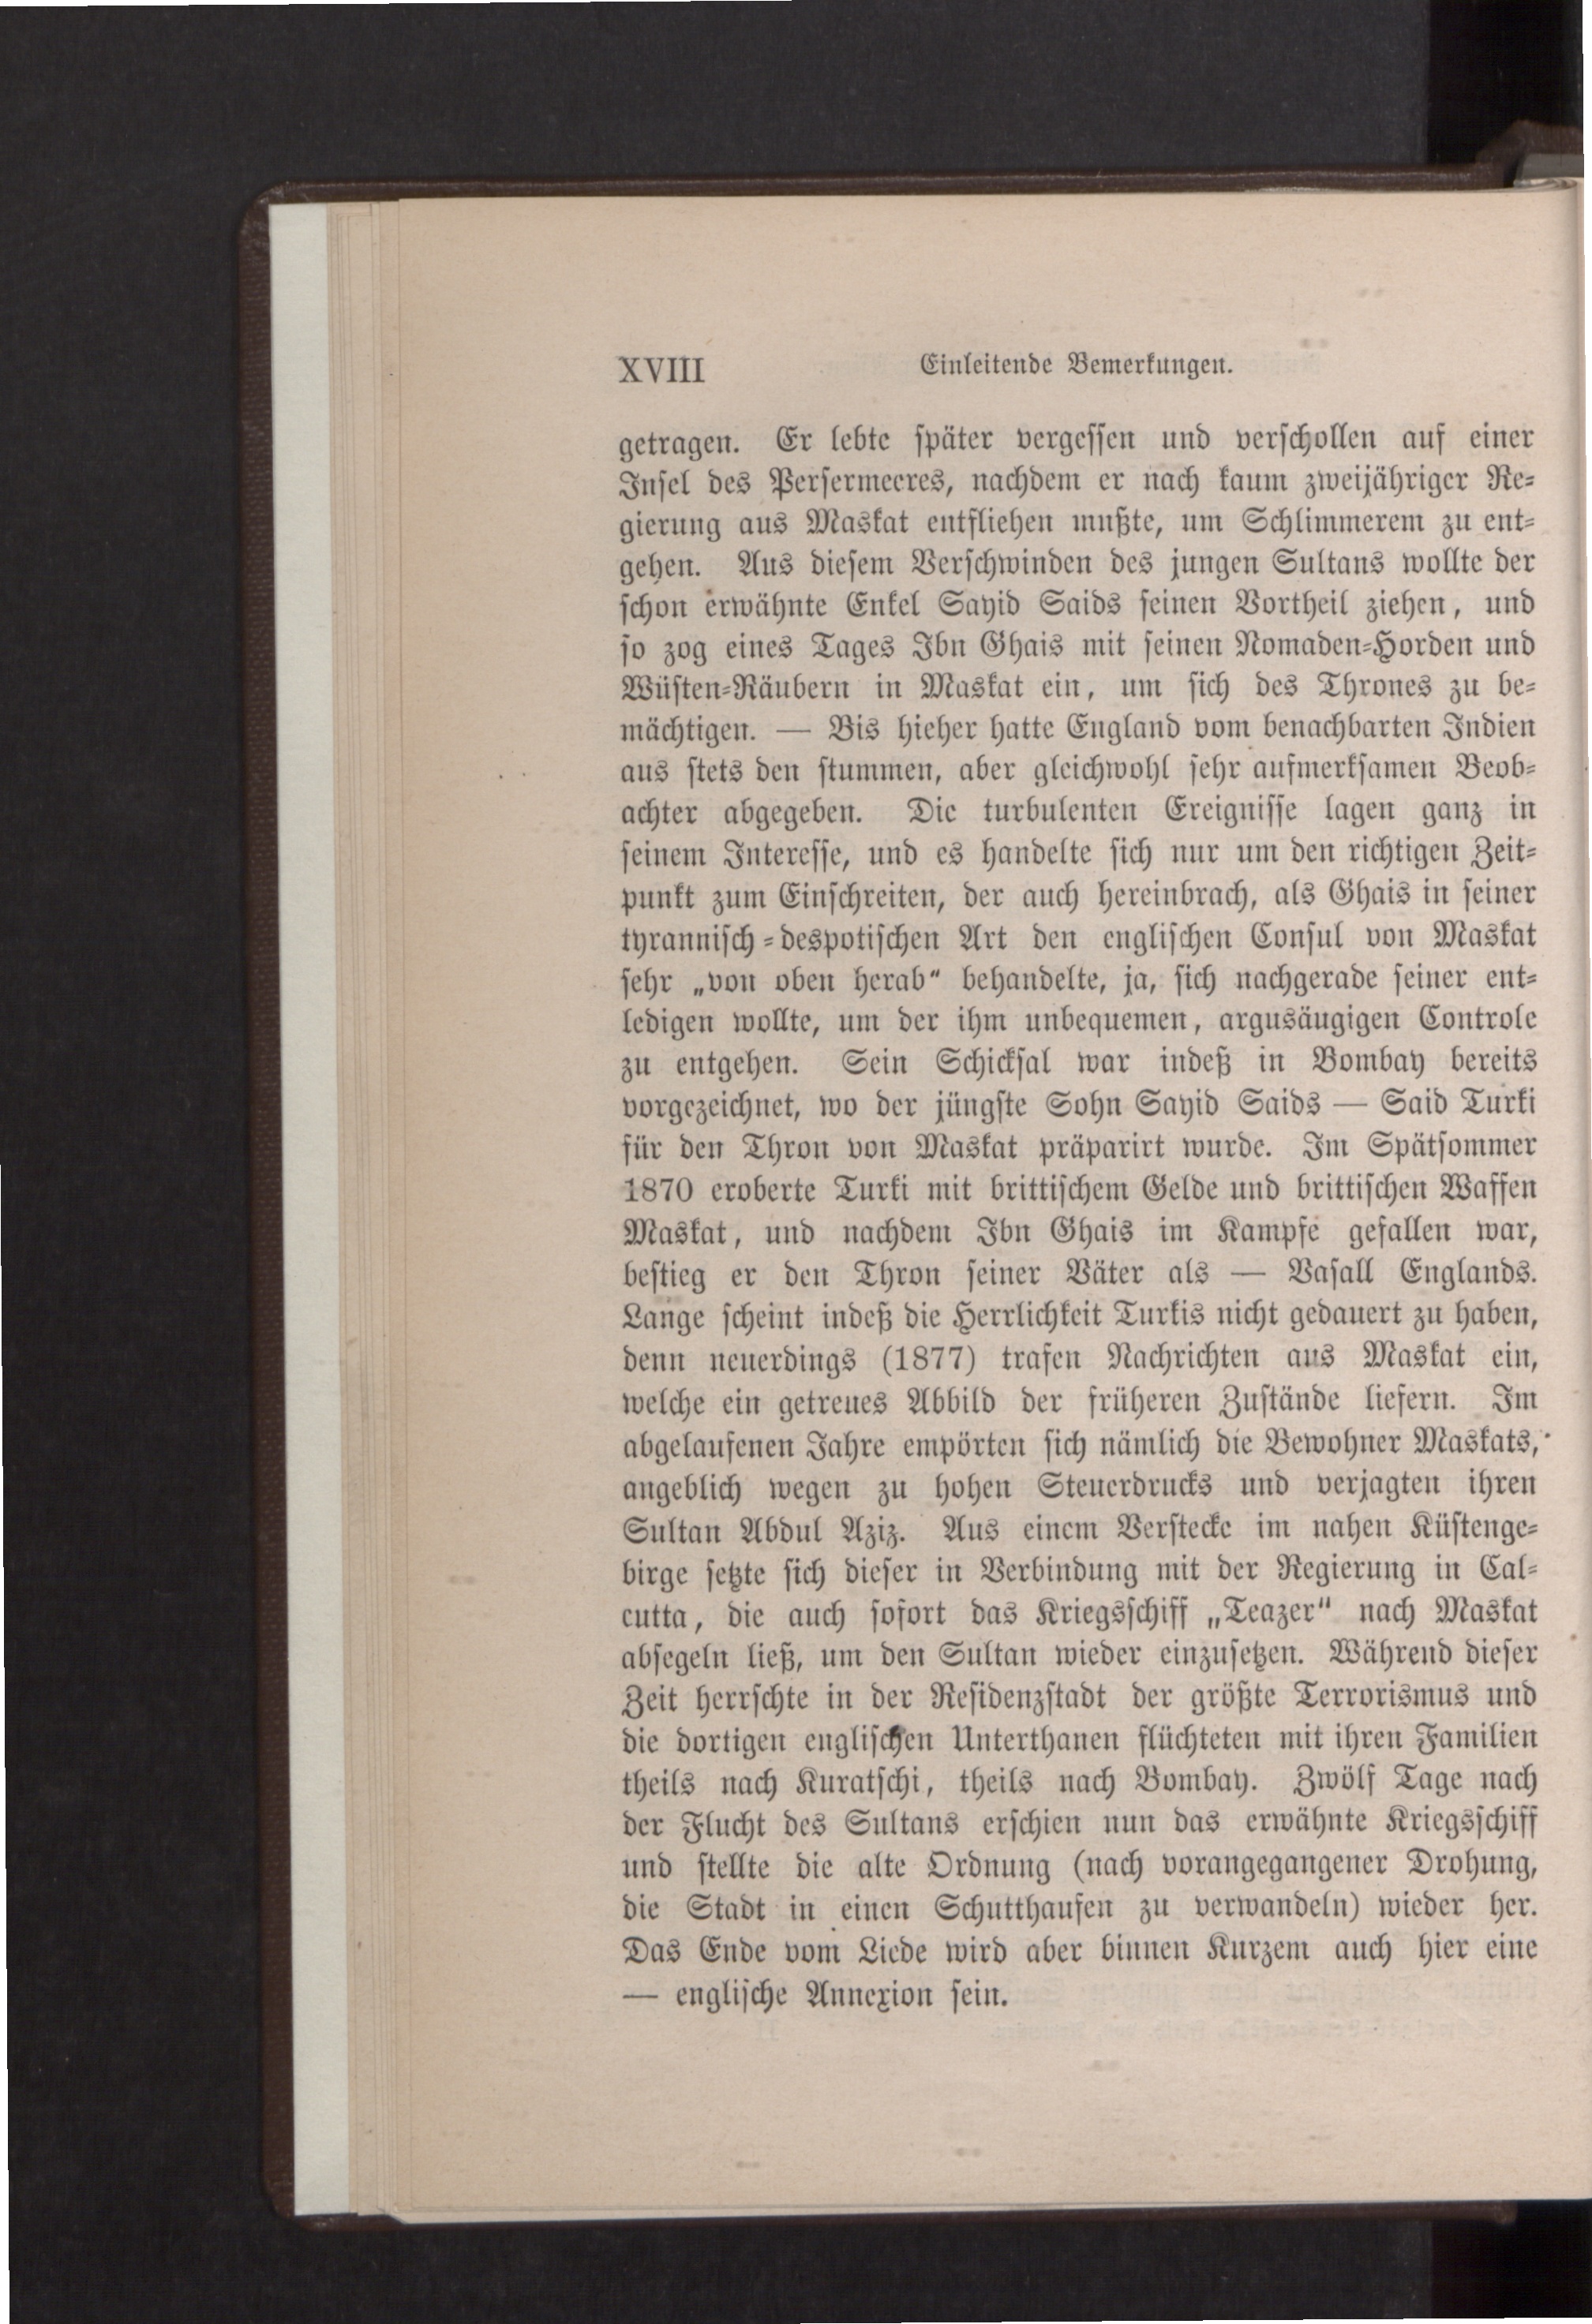 XVIII Einleitende Bemerkungen.
getragen. Er lebte später vergessen und verschollen auf einer
Insel des Persermeeres, nachdem er nach kaum zweijähriger Re-
gierung aus Maskat entfliehen mußte, um Schlimmerem zu ent-
gehen. Aus diesem Verschwinden des jungen Sultans wollte der
schon erwähnte Enkel Sayid Saids seinen Vortheil ziehen, und
so zog eines Tages Ibn Ghais mit seinen Nomaden-Horden und
Wüsten-Räubern in Maskat ein, um sich des Thrones zu be-
mächtigen. — Bis hieher hatte England vom benachbarten Indien
aus stets den stummen, aber gleichwohl sehr aufmerksamen Beob-
achter abgegeben. Die turbulenten Ereignisse lagen ganz in
seinem Interesse, und es handelte sich nur um den richtigen Zeit-
punkt zum Einschreiten, der auch hereinbrach, als Ghais in seiner
tyrannisch-despotischen Art den englischen Consul von Maskat
sehr „von oben herab“ behandelte, ja, sich nachgerade seiner ent-
ledigen wollte, um der ihm unbequemen, argusäugigen Controle
zu entgehen. Sein Schicksal war indeß in Bombay bereits
vorgezeichnet, wo der jüngste Sohn Sayid Saids — Said Turki
für den Thron von Maskat präparirt wurde. Im Spätsommer
1870 eroberte Turki mit brittischem Gelde und brittischen Waffen
Maskat, und nachdem Ibn Ghais im Kampfe gefallen war,
bestieg er den Thron seiner Väter als — Vasall Englands.
Lange scheint indeß die Herrlichkeit Turkis nicht gedauert zu haben,
denn neuerdings (1877) trafen Nachrichten aus Maskat ein,
welche ein getreues Abbild der früheren Zustände liefern. Im
abgelaufenen Jahre empörten sich nämlich die Bewohner Maskats,
angeblich wegen zu hohen Steuerdrucks und verjagten ihren
Sultan Abdul Aziz. Aus einem Verstecke im nahen Küstenge-
birge setzte sich dieser in Verbindung mit der Regierung in Cal-
cutta, die auch sofort das Kriegsschiff „Teazer“ nach Maskat
absegeln ließ, um den Sultan wieder einzusetzen. Während dieser
Zeit herrschte in der Residenzstadt der größte Terrorismus und
die dortigen englischen Unterthanen flüchteten mit ihren Familien
theils nach Kuratschi, theils nach Bombay. Zwölf Tage nach
der Flucht des Sultans erschien nun das erwähnte Kriegsschiff
und stellte die alte Ordnung (nach vorangegangener Drohung,
die Stadt in einen Schutthaufen zu verwandeln) wieder her.
Das Ende vom Liede wird aber binnen Kurzem auch hier eine
— englische Annexion sein.